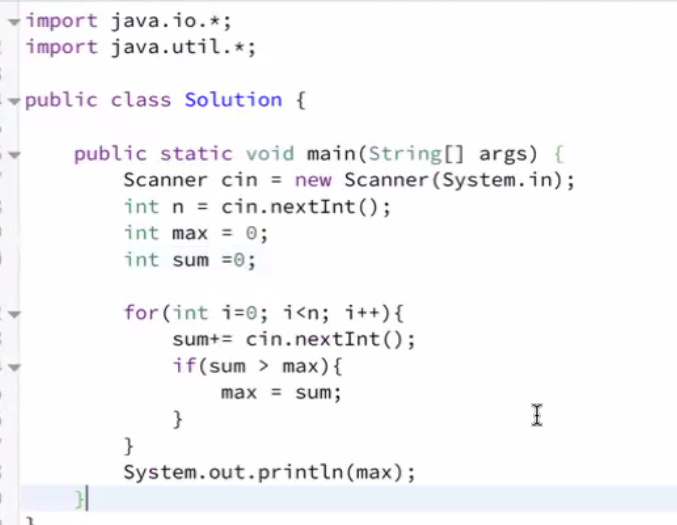 import java.io.*;
import java.util.*;
public class Solution {
public static void main(String[] args) {
Scanner cin = new Scanner(System.in);
int n = cin.nextInt();
int max = 0;
int sum =0;
for(int i=0; i<n; i++){
sum+= cin.nextInt();
if(sum > max){
max = sum;
}
}
System.out.println(max);
}
}